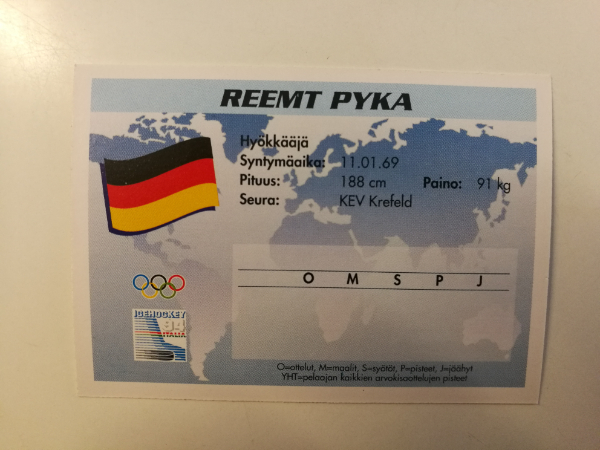 REEMT PYKA
Hyökkääjä
Syntymäaika: 11.01.69
Pituus: 188 cm Paino: 91 kg
Seura: KEV Krefeld
O M S P J
ICEHOCKEY
94
ITALIA
O=ottelut, M=maalit, S=syötöt, P=pisteet, J=jäähyt
YHT=pelaajan kaikkien arvokisaottelujen pisteet